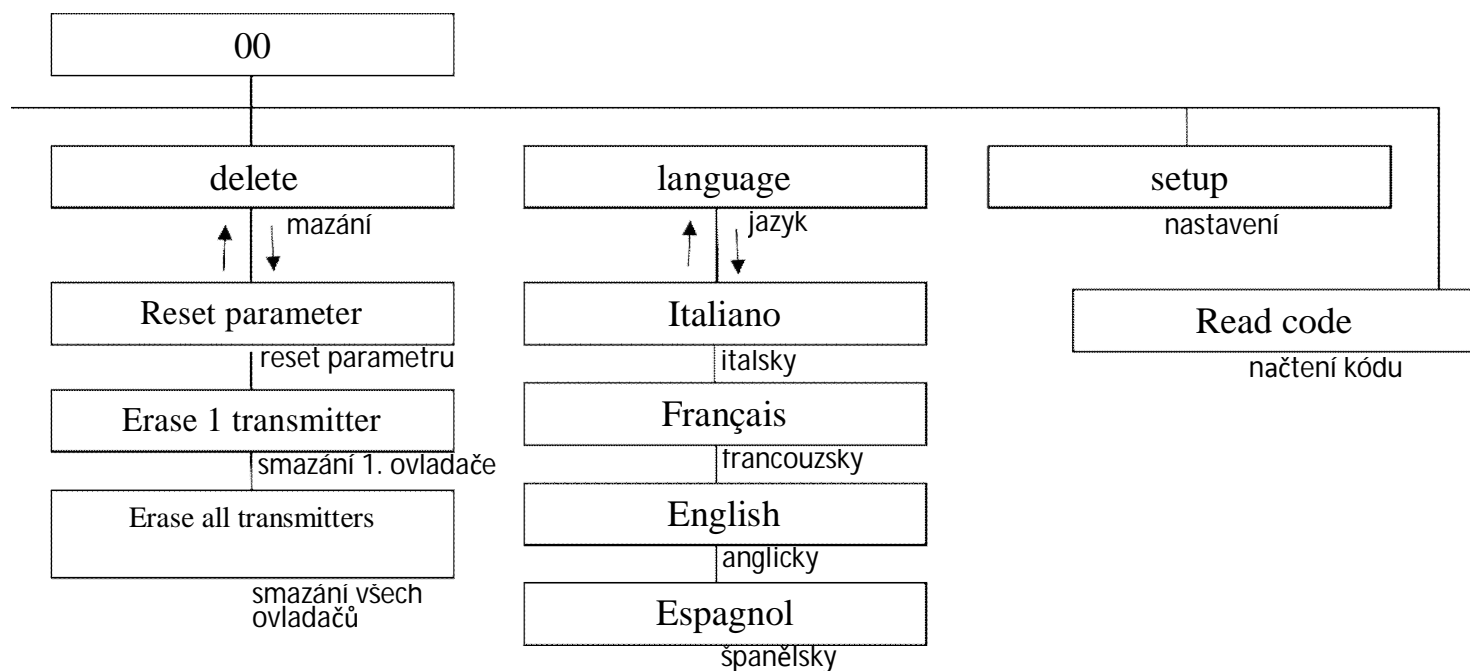 00
delete
mazání
Reset parameter
reset parametru
Erase 1 transmitter
smazání 1. ovladače
Erase all transmitters
smazání všech
ovladačů
language
jazyk
Italiano
italsky
Français
francouzsky
English
anglicky
Espagnol
španělsky
setup
nastavení
Read code
načtení kódu